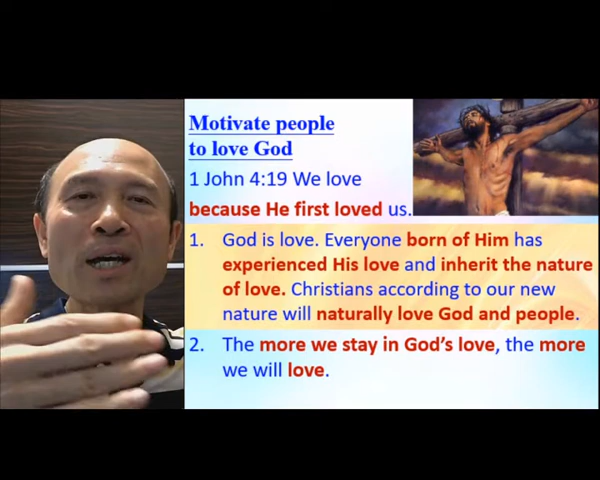 Motivate people
to love God
1 John 4:19 We love
because He first loved us.
1. God is love. Everyone born of Him has
experienced His love and inherit the nature
of love. Christians according to our new
nature will naturally love God and people.
2. The more we stay in God's love, the more
we will love.